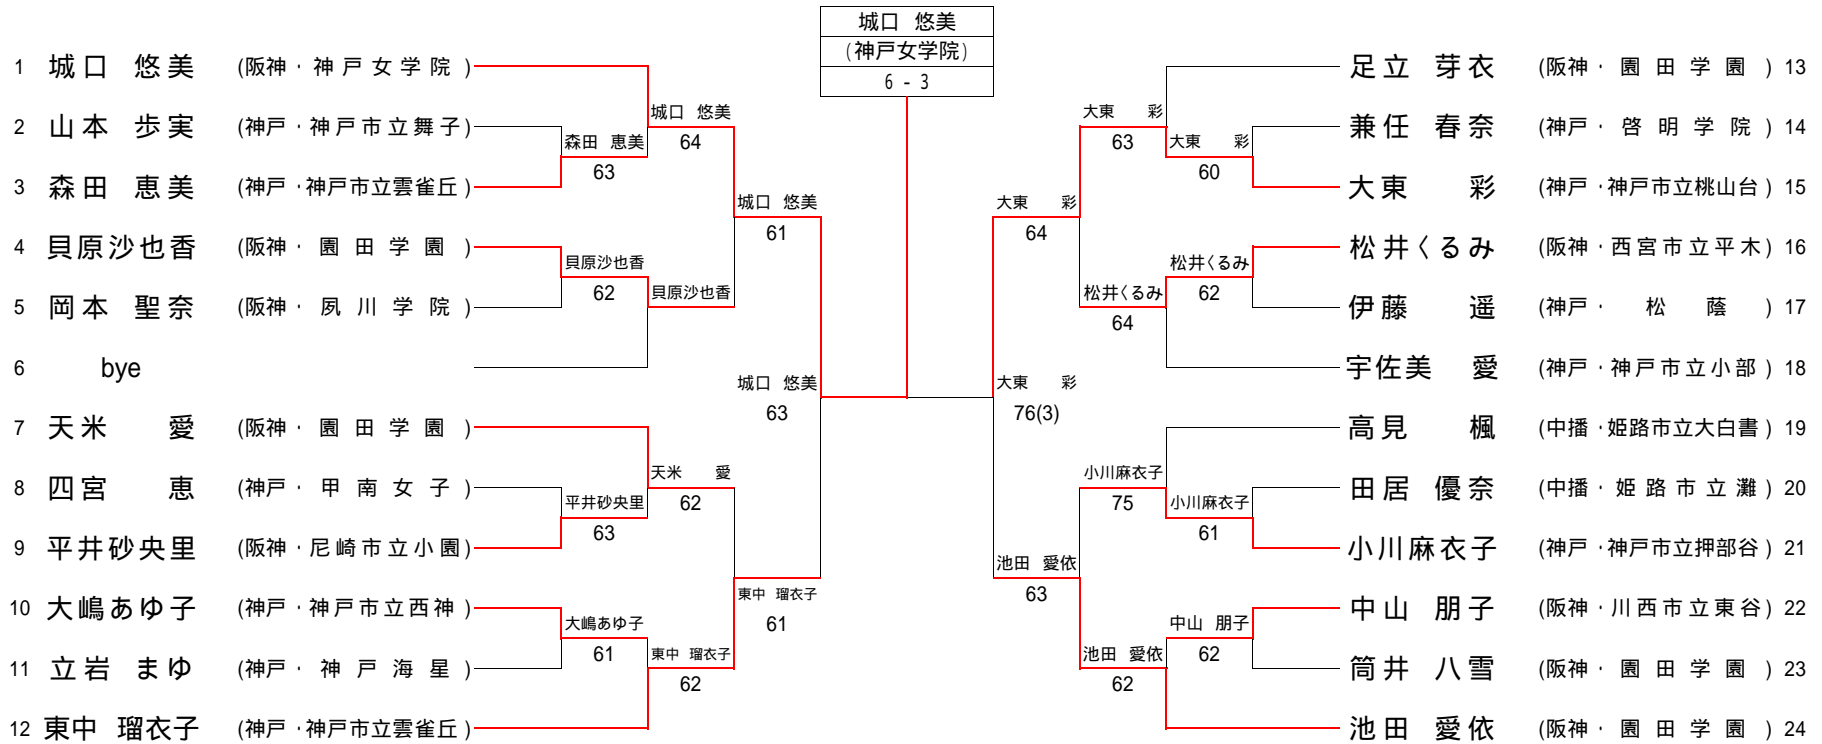 城口 悠美
(神戸女学院)
6 - 3
1 城口 悠美 (阪神・神戸女学院)
2 山本 歩実 (神戸・神戸市立舞子)
3 森田 恵美 (神戸・神戸市立雲雀丘)
4 貝原沙也香 (阪神・園田学園)
5 岡本 聖奈 (阪神・夙川学院)
6 bye
7 天米 愛 (阪神・園田学園)
8 四宮 恵 (神戸・甲南女子)
9 平井砂央里 (阪神・尼崎市立小園)
10 大嶋あゆ子 (神戸・神戸市立西神)
11 立岩 まゆ (神戸・神戸海星)
12 東中 瑠衣子 (神戸・神戸市立雲雀丘)
森田 恵美
63
貝原沙也香
62
平井砂央里
63
大嶋あゆ子
61
城口 悠美
64
貝原沙也香
天米 愛
62
東中 瑠衣子
62
城口 悠美
61
東中 瑠衣子
61
城口 悠美
63
大東 彩
76(3)
大東 彩
64
池田 愛依
63
大東 彩
63
松井くるみ
64
小川麻衣子
75
池田 愛依
62
大東 彩
60
松井くるみ
62
小川麻衣子
61
中山 朋子
62
足立 芽衣 (阪神・園田学園) 13
兼任 春奈 (神戸・啓明学院) 14
大東 彩 (神戸・神戸市立桃山台) 15
松井くるみ (阪神・西宮市立平木) 16
伊藤 遥 (神戸・松蔭) 17
宇佐美 愛 (神戸・神戸市立小部) 18
高見 楓 (中播・姫路市立大白書) 19
田居 優奈 (中播・姫路市立灘) 20
小川麻衣子 (神戸・神戸市立押部谷) 21
中山 朋子 (阪神・川西市立東谷) 22
筒井 八雪 (阪神・園田学園) 23
池田 愛依 (阪神・園田学園) 24